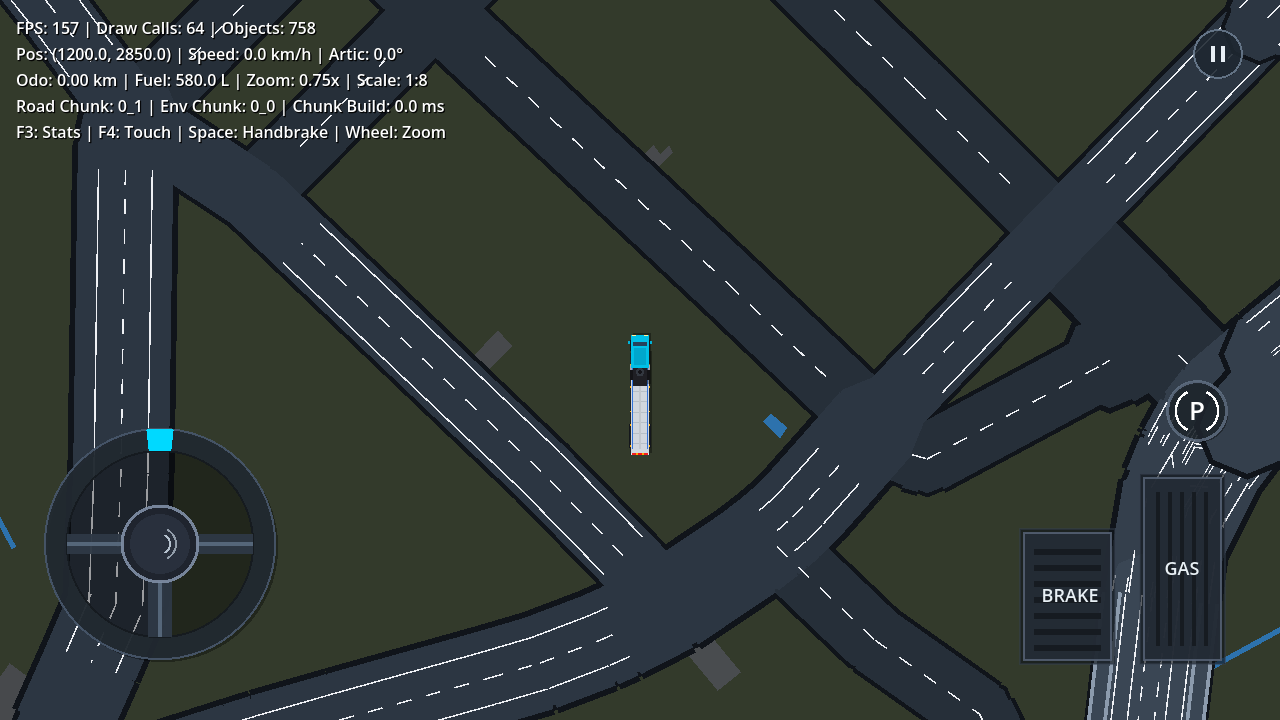 FPS: 157 | Draw Calls: 64 | Objects: 758
Pos: (1200.0, 2850.0) | Speed: 0.0 km/h | Artic: 0.0°
Odo: 0.00 km | Fuel: 580.0 L | Zoom: 0.75x | Scale: 1:8
Road Chunk: 0_1 | Env Chunk: 0_0 | Chunk Build: 0.0 ms
F3: Stats | F4: Touch | Space: Handbrake | Wheel: Zoom
P
GAS
BRAKE